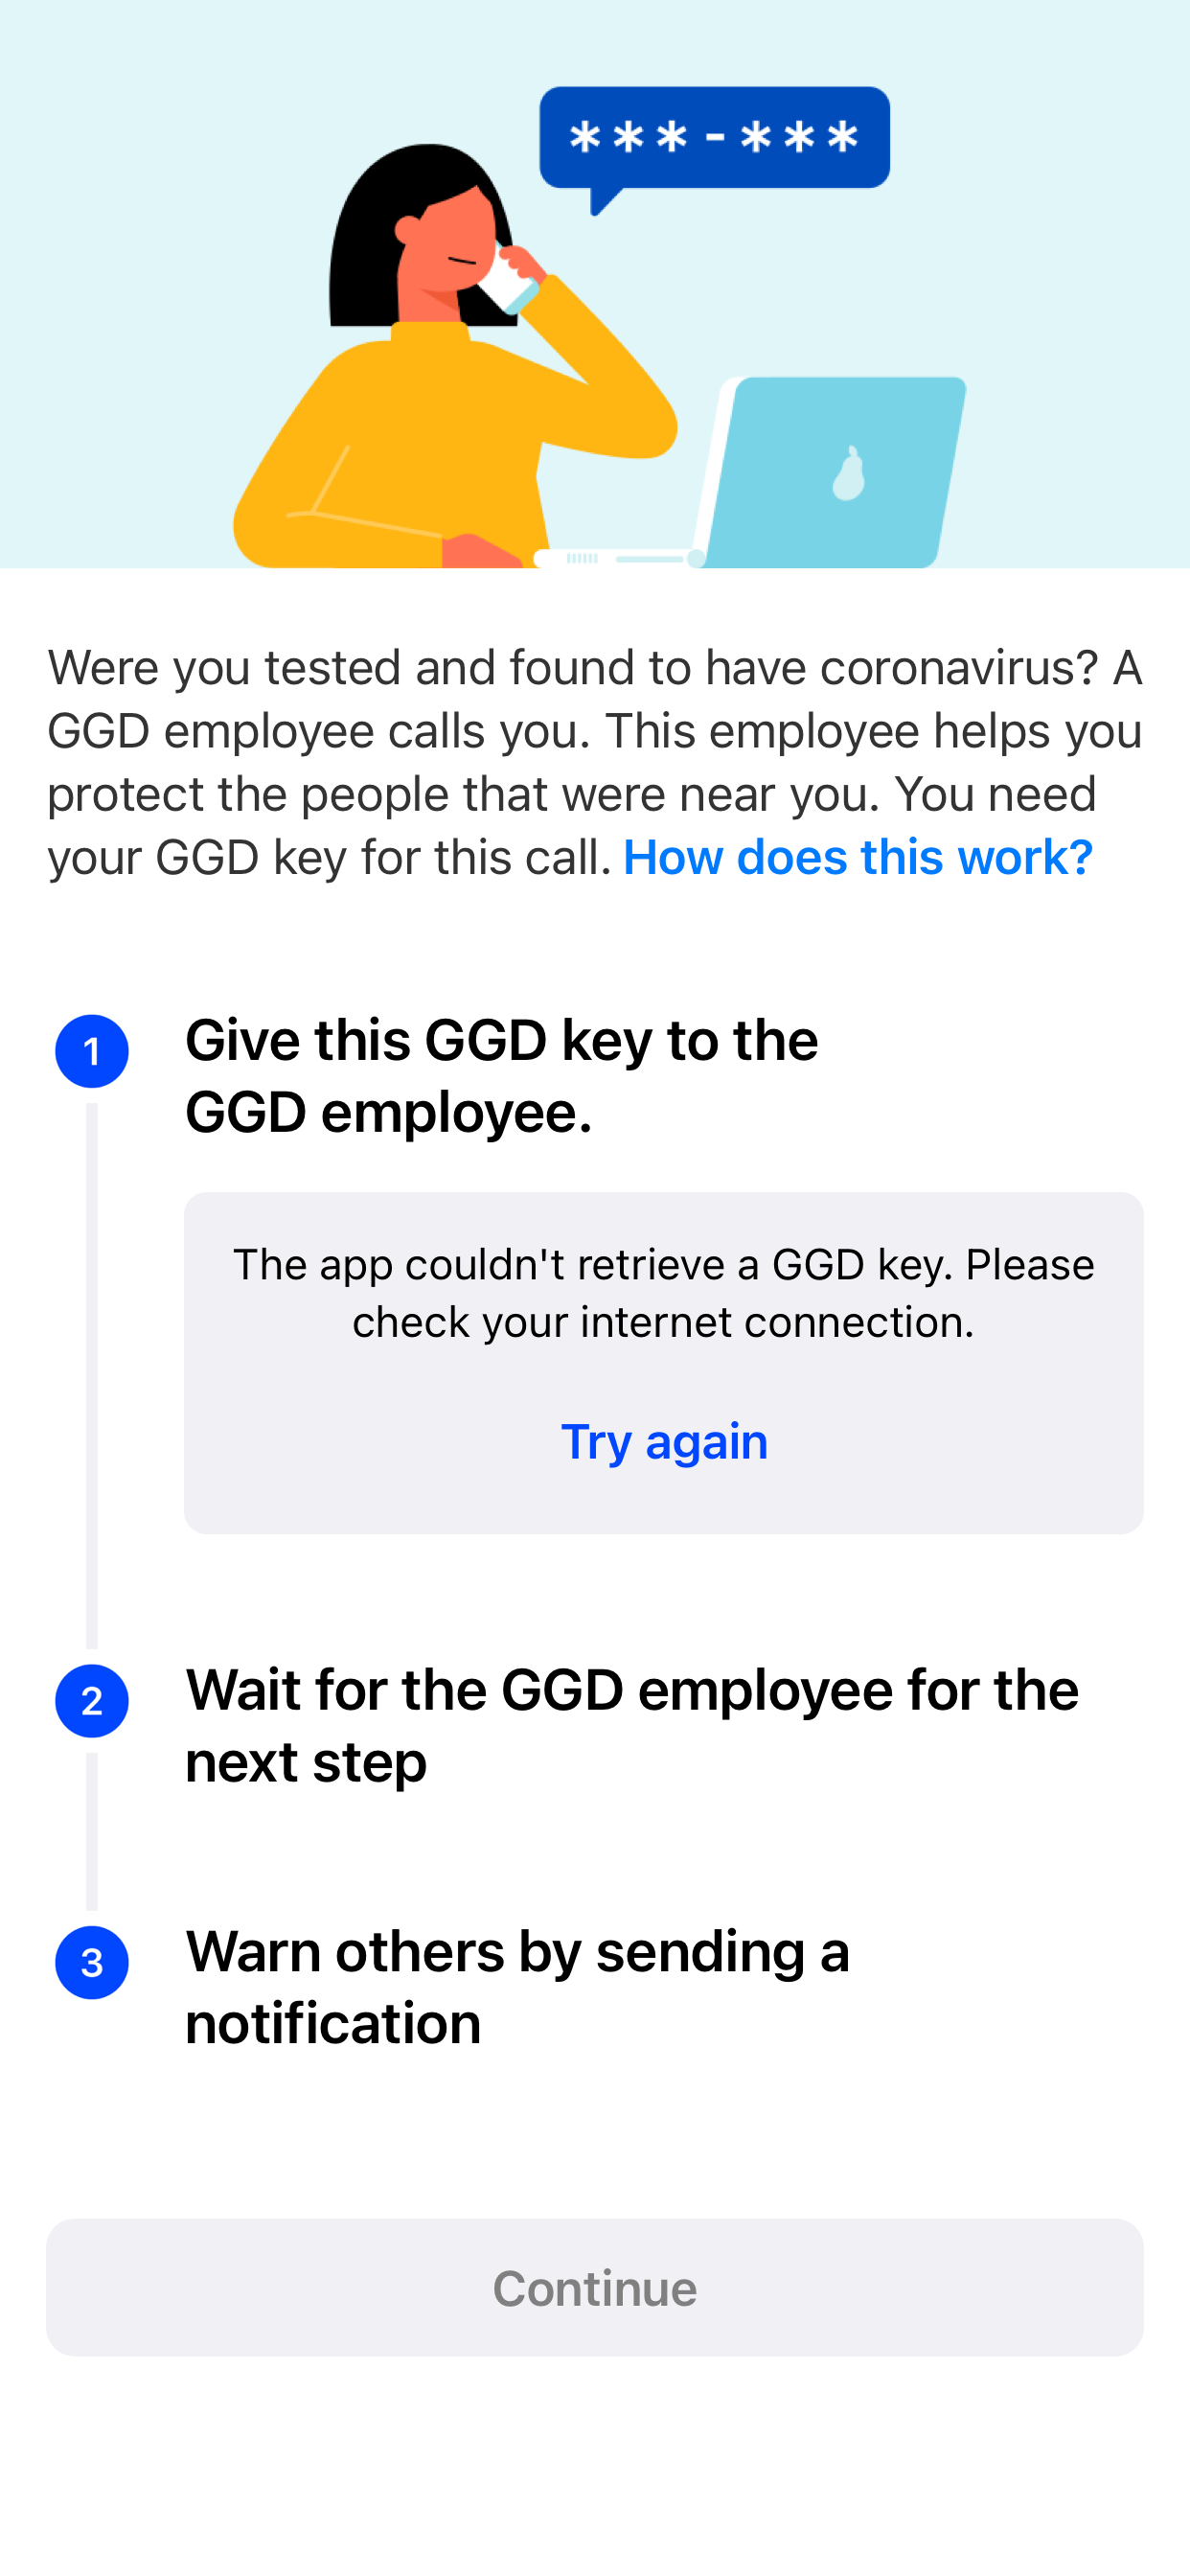 ***-***
Were you tested and found to have coronavirus? A
GGD employee calls you. This employee helps you
protect the people that were near you. You need
your GGD key for this call. How does this work?
1
Give this GGD key to the
GGD employee.
The app couldn't retrieve a GGD key. Please
check your internet connection.
Try again
2
Wait for the GGD employee for the
next step
3
Warn others by sending a
notification
Continue